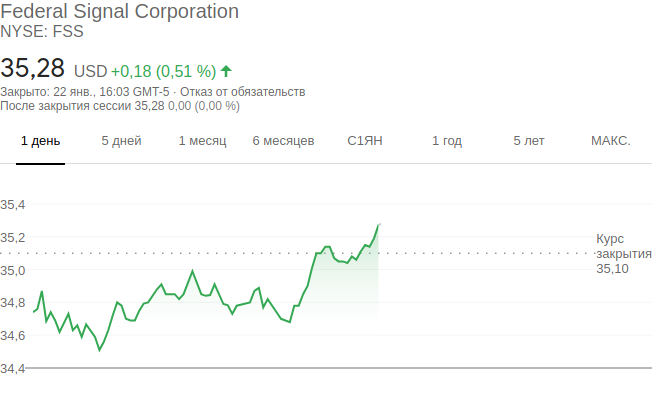 Federal Signal Corporation
NYSE: FSS
35,28 USD +0,18 (0,51 %)
Закрыто: 22 янв., 16:03 GMT-5 · Отказ от обязательств
После закрытия сессии 35,28 0,00 (0,00 %)
1 день 5 дней 1 месяц 6 месяцев С1ЯН 1 год 5 лет МАКС.
35,4
35,2
Курс
закрытия
35,10
35,0
34,8
34,6
34,4